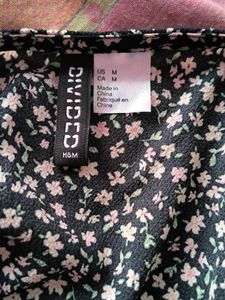 DIVIDED
H&M
US M
CA M
Made in
China
Fabriqué en
Chine